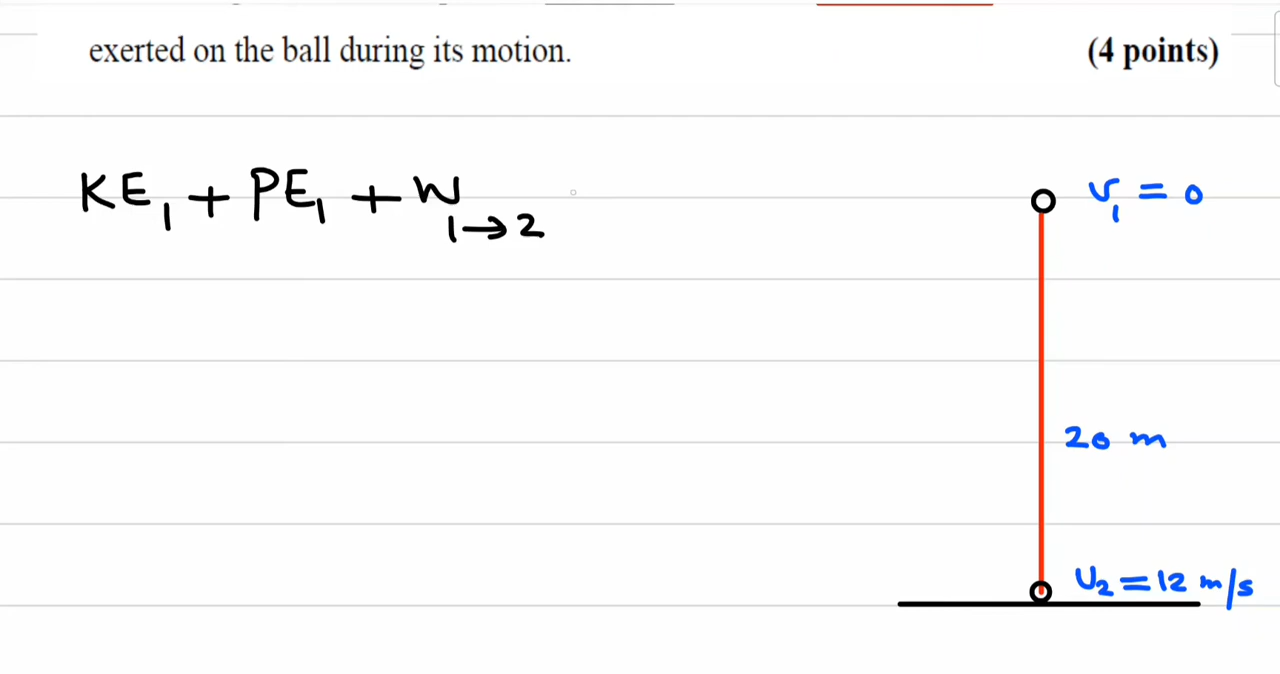 exerted on the ball during its motion. (4 points)
KE₁ + PE₁ + W₁→₂
v₁ = 0
20 m
v₂ = 12 m/s